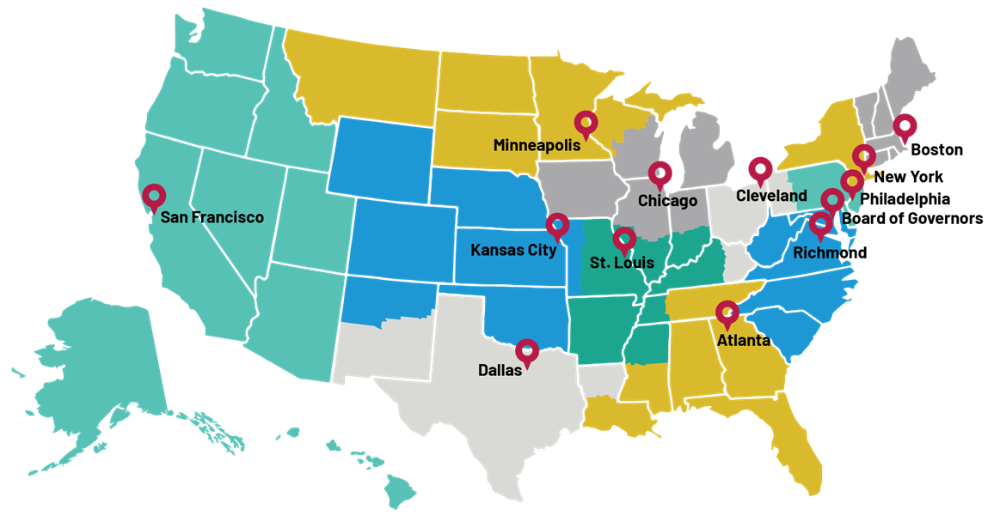 Minneapolis
Boston
New York
Cleveland
Philadelphia
Chicago
San Francisco
Board of Governors
Kansas City
Richmond
St. Louis
Atlanta
Dallas